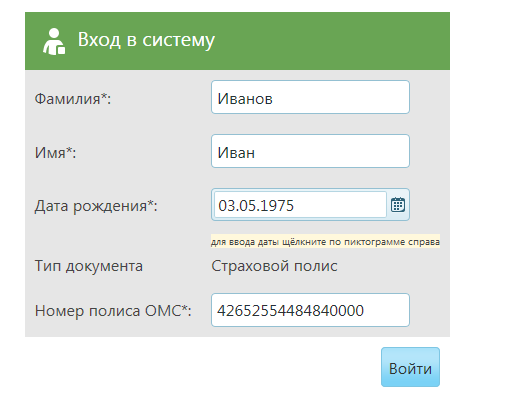 Вход в систему
Фамилия*: Иванов
Имя*: Иван
Дата рождения*: 03.05.1975
для ввода даты щёлкните по пиктограмме справа
Тип документа Страховой полис
Номер полиса ОМС*: 42652554484840000
Войти